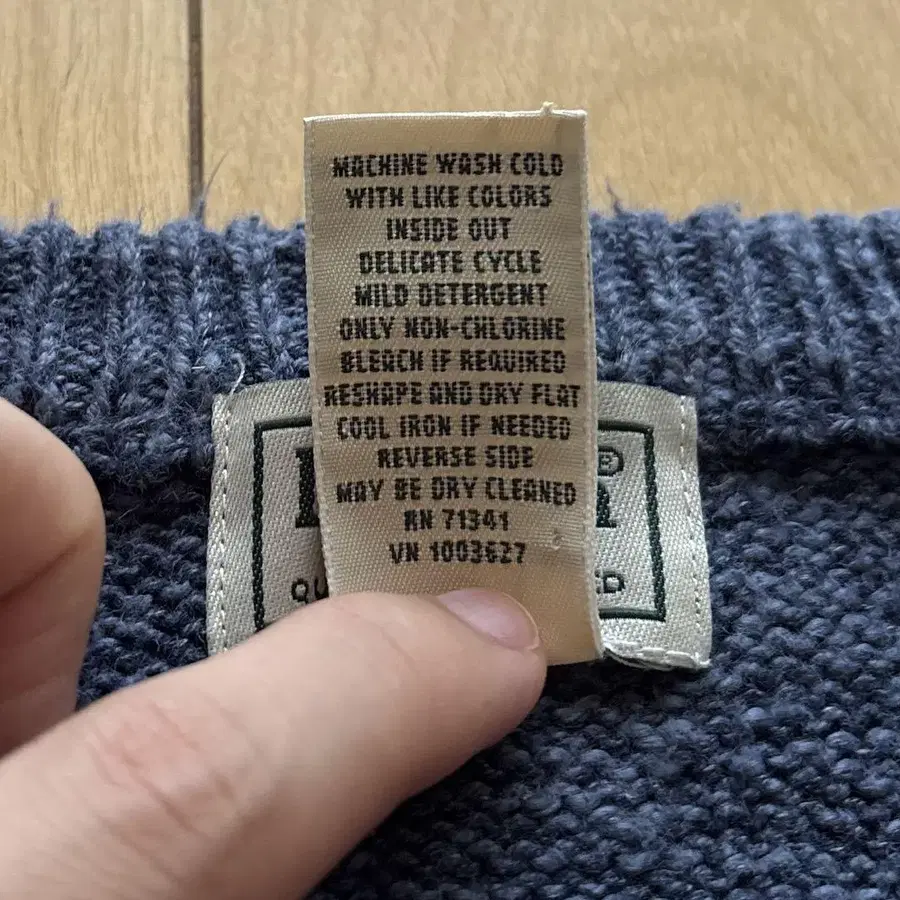 MACHINE WASH COLD
WITH LIKE COLORS
INSIDE OUT
DELICATE CYCLE
MILD DETERGENT
ONLY NON-CHLORINE
BLEACH IF REQUIRED
RESHAPE AND DRY FLAT
COOL IRON IF NEEDED
REVERSE SIDE
MAY BE DRY CLEANED
RN 71341
VN 1003627